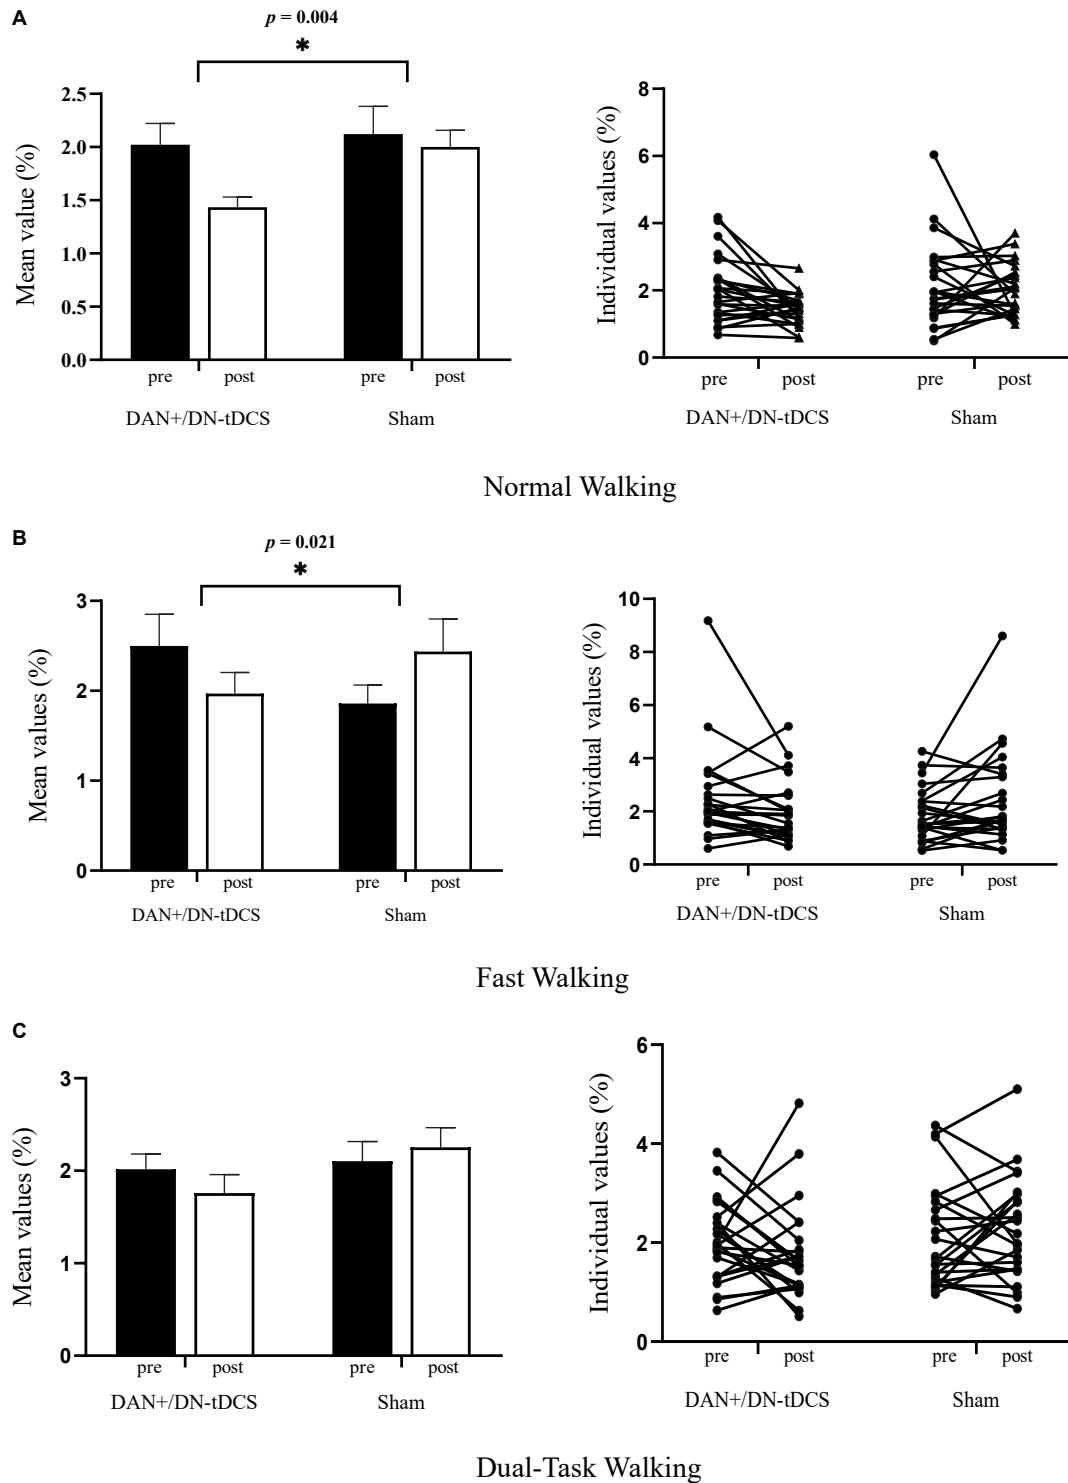 A
p = 0.004
*
Mean value (%)
2.5
2.0
1.5
1.0
0.5
0.0
pre post pre post
DAN+/DN-tDCS Sham
Individual values (%)
8
6
4
2
0
pre post pre post
DAN+/DN-tDCS Sham
Normal Walking
B
p = 0.021
*
Mean values (%)
3
2
1
0
pre post pre post
DAN+/DN-tDCS Sham
Individual values (%)
10
8
6
4
2
0
pre post pre post
DAN+/DN-tDCS Sham
Fast Walking
C
Mean values (%)
3
2
1
0
pre post pre post
DAN+/DN-tDCS Sham
Individual values (%)
6
4
2
0
pre post pre post
DAN+/DN-tDCS Sham
Dual-Task Walking